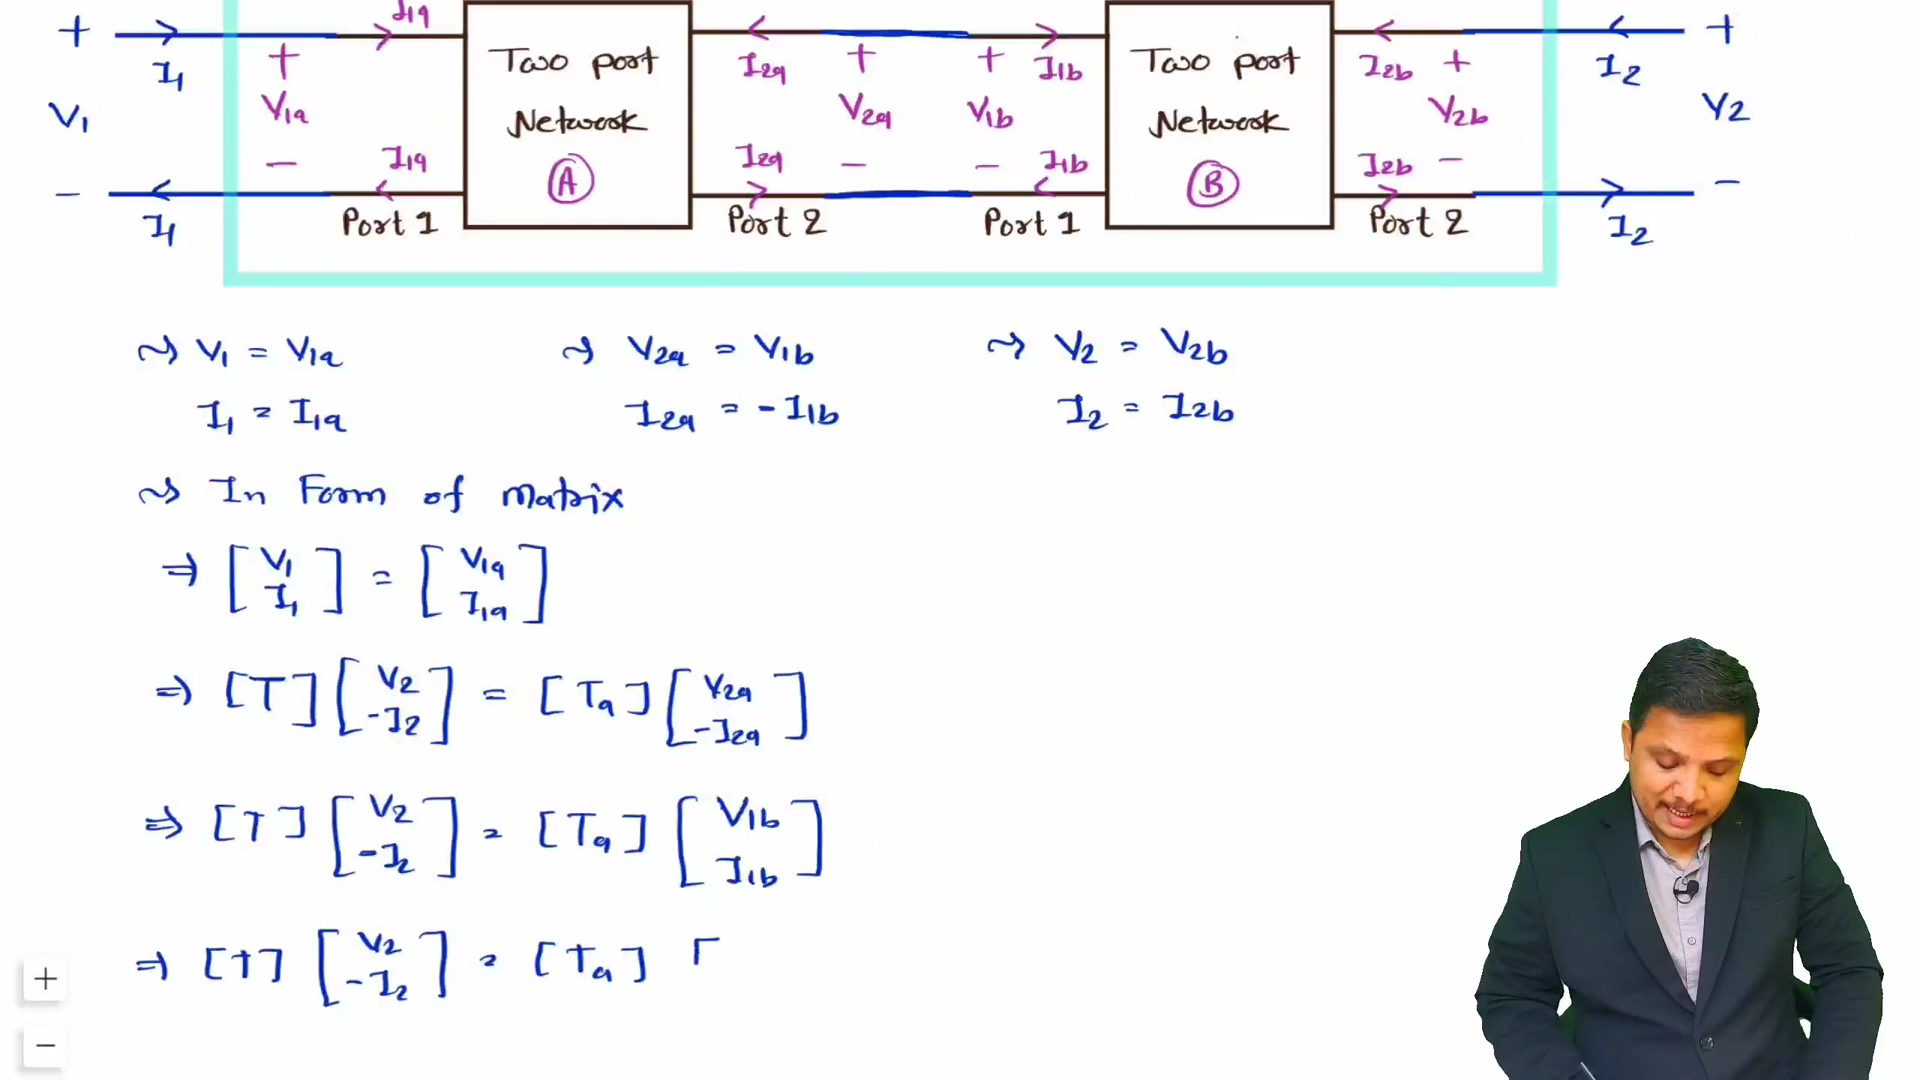 + I1a +
I1 + Two port I2a + + I1b Two port I2b + I2
V1 V1a Network V2a V1b Network V2b V2
- - I1a A I2a - - I1b B I2b - -
I1 Port 1 Port 2 Port 1 Port 2 I2
~> V1 = V1a ~> V2a = V1b ~> V2 = V2b
I1 = I1a I2a = -I1b I2 = I2b
~> In Form of matrix
⇒ [V1 I1] = [V1a I1a]
⇒ [T] [V2 -I2] = [Ta] [V2a -I2a]
⇒ [T] [V2 -I2] = [Ta] [V1b I1b]
⇒ [T] [V2 -I2] = [Ta] [
+
-